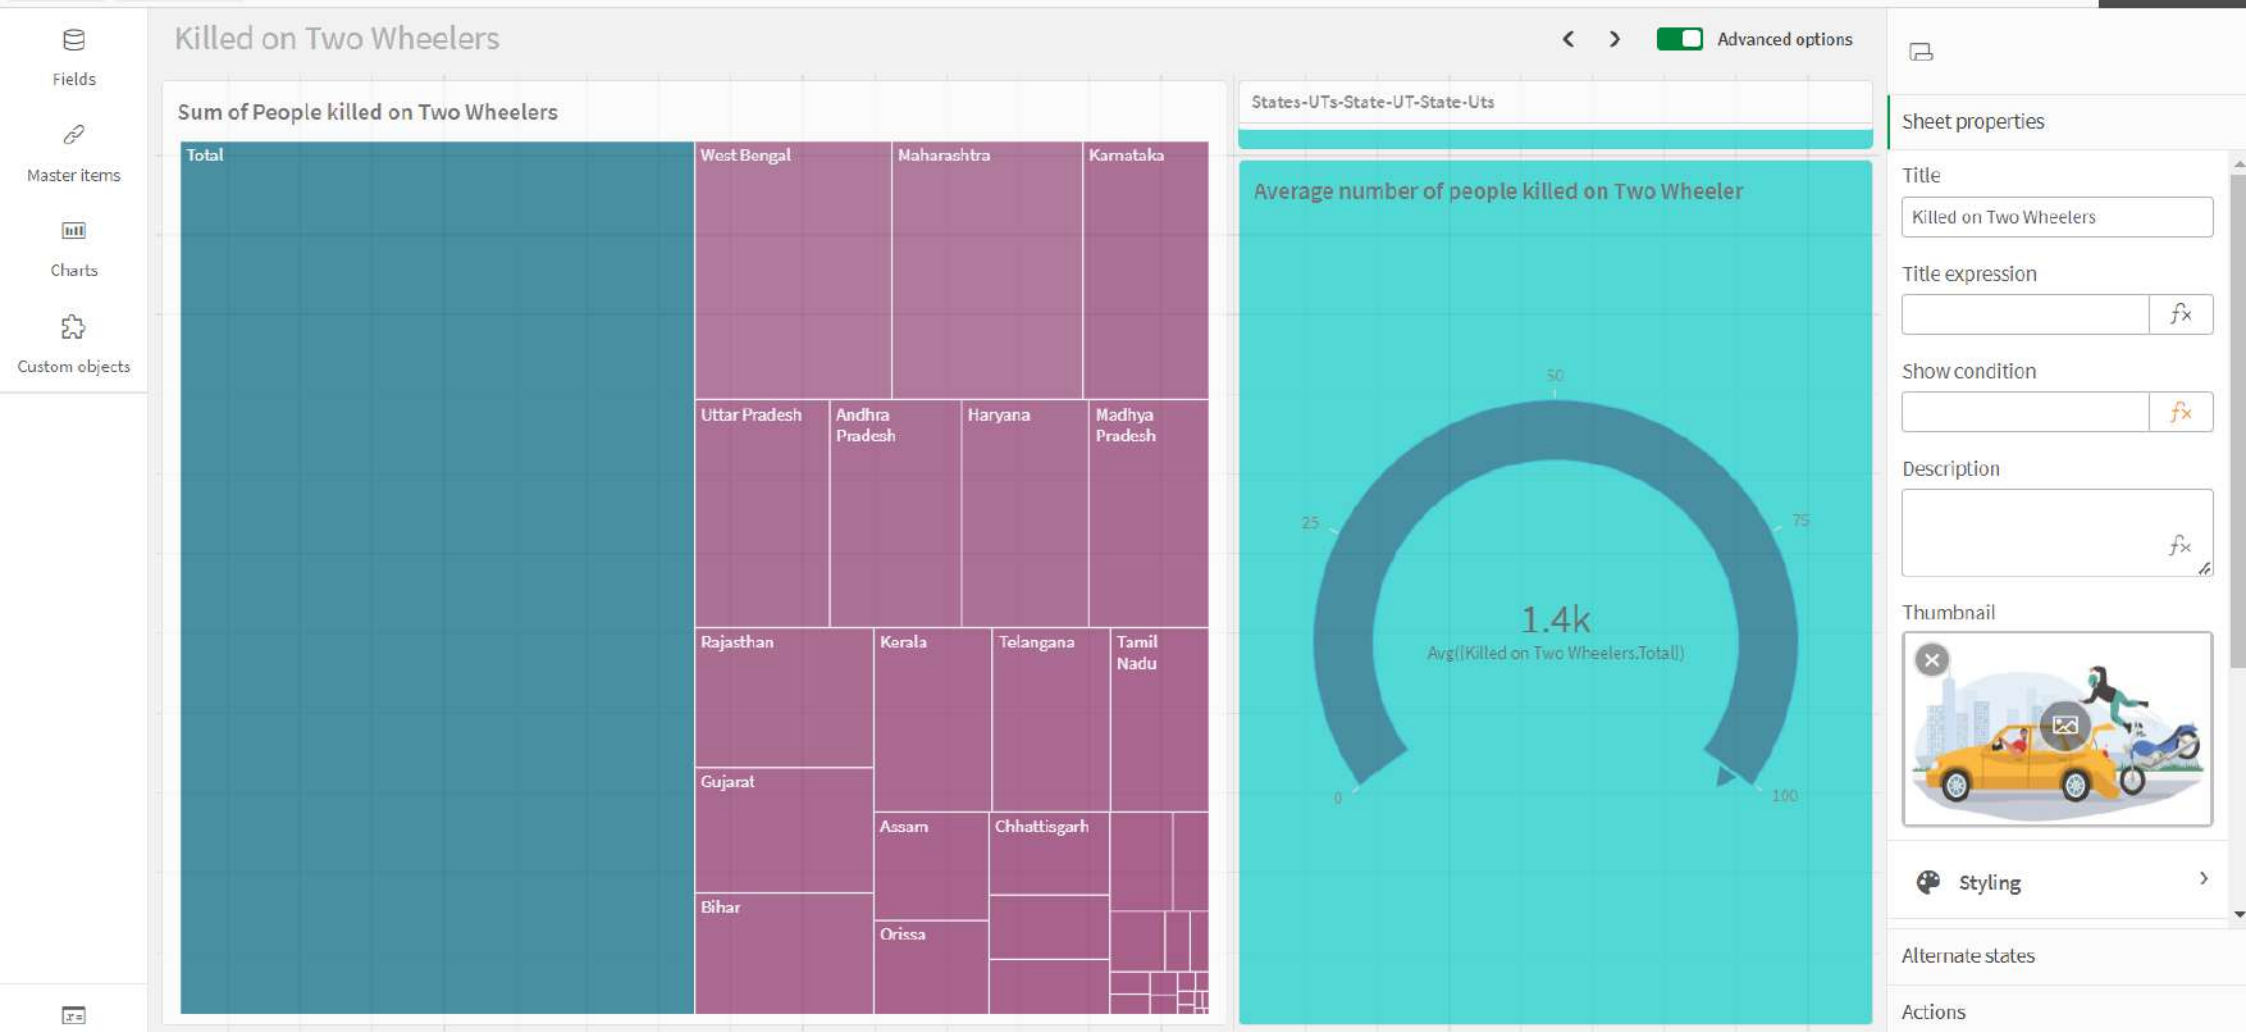 Fields
Master items
Charts
Custom objects
Killed on Two Wheelers
Advanced options
Sum of People killed on Two Wheelers
Total
West Bengal
Maharashtra
Karnataka
Uttar Pradesh
Andhra
Pradesh
Haryana
Madhya
Pradesh
Rajasthan
Kerala
Telangana
Tamil
Nadu
Gujarat
Assam
Chhattisgarh
Bihar
Orissa
States-UTs-State-UT-State-Uts
Average number of people killed on Two Wheeler
50
25
75
1.4k
Avg([Killed on Two Wheelers.Total])
0
100
Sheet properties
Title
Killed on Two Wheelers
Title expression
fx
Show condition
fx
Description
fx
Thumbnail
Styling
Alternate states
Actions
x=